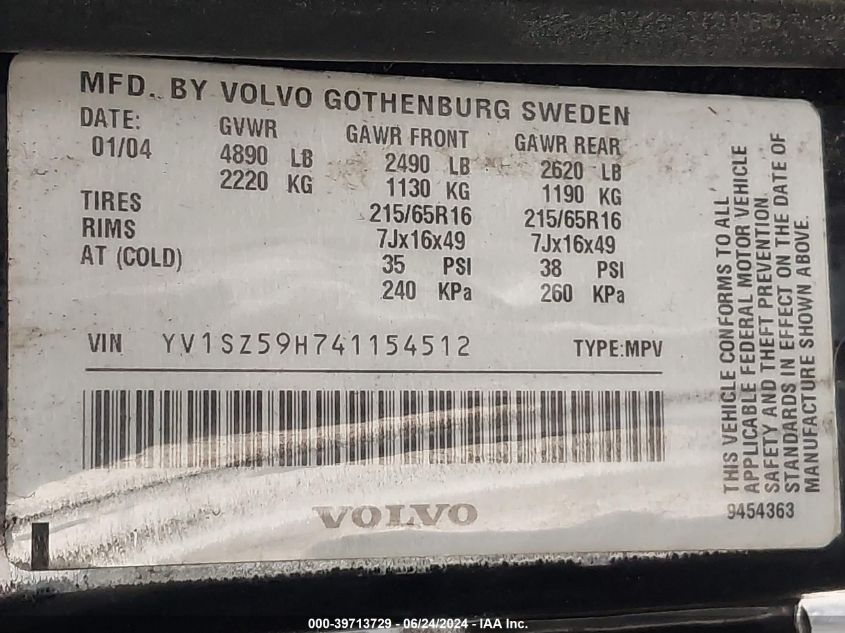 MFD. BY VOLVO GOTHENBURG SWEDEN
DATE: GVWR GAWR FRONT GAWR REAR
01/04 4890 LB 2490 LB 2620 LB
2220 KG 1130 KG 1190 KG
TIRES 215/65R16 215/65R16
RIMS 7Jx16x49 7Jx16x49
AT (COLD) 35 PSI 38 PSI
240 KPa 260 KPa
VIN YV1SZ59H741154512 TYPE:MPV
VOLVO
THIS VEHICLE CONFORMS TO ALL
APPLICABLE FEDERAL MOTOR VEHICLE
SAFETY AND THEFT PREVENTION
STANDARDS IN EFFECT ON THE DATE OF
MANUFACTURE SHOWN ABOVE.
9454363
000-39713729 - 06/24/2024 - IAA Inc.